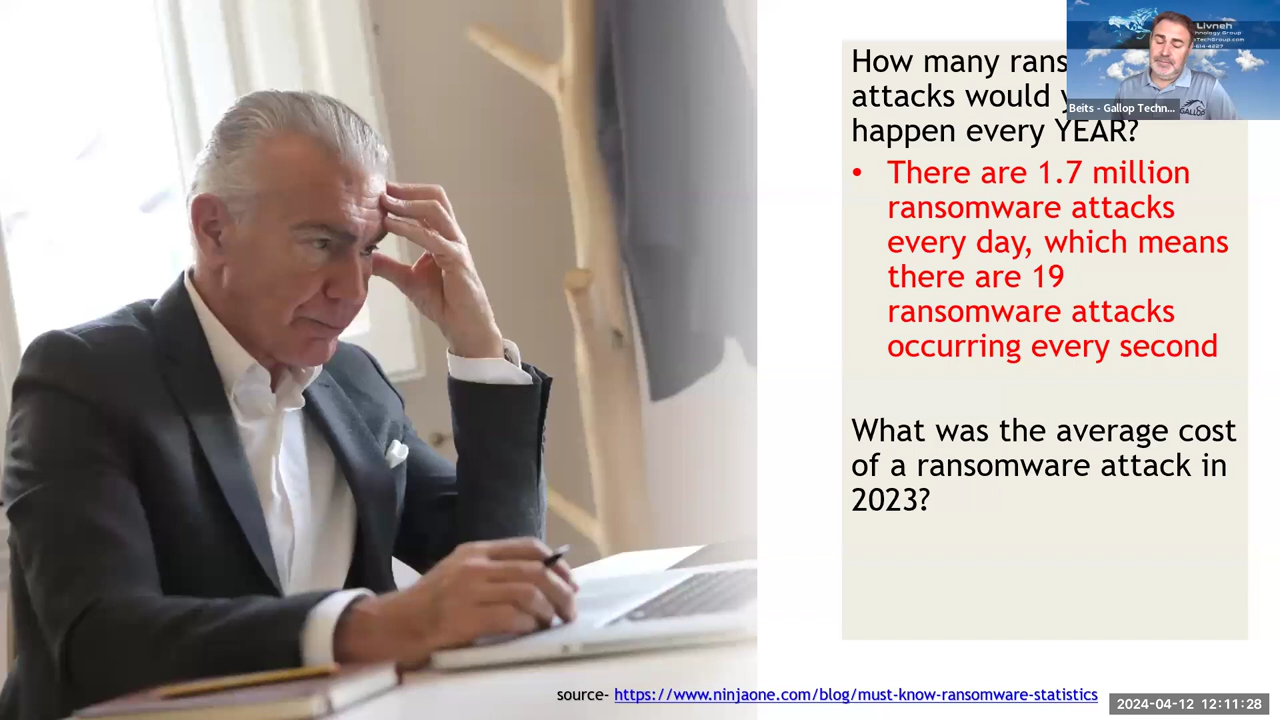 How many
attacks would
happen every YEAR?
• There are 1.7 million
ransomware attacks
every day, which means
there are 19
ransomware attacks
occurring every second
What was the average cost
of a ransomware attack in
2023?
source- https://www.ninjaone.com/blog/must-know-ransomware-statistics
Livneh
Beits - Gallop Techn...
GALLOP
2024-04-12 12:11:28